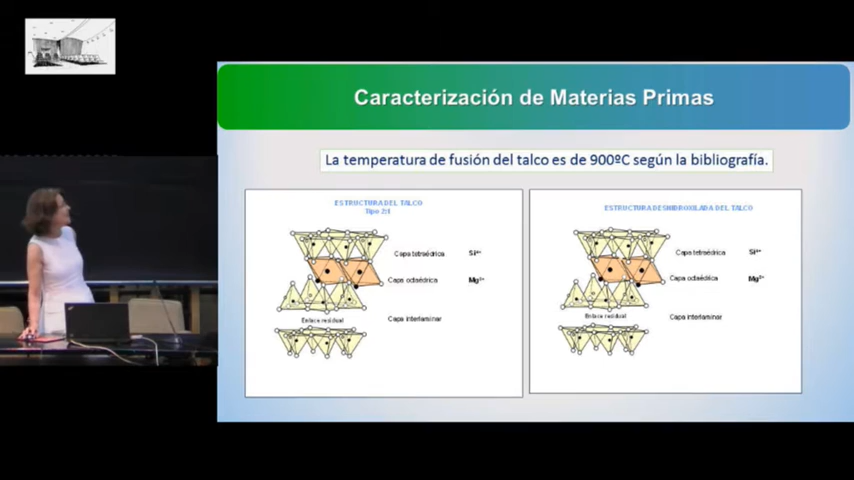 Caracterización de Materias Primas
La temperatura de fusión del talco es de 900ºC según la bibliografía.
ESTRUCTURA DEL TALCO
Tipo 2:1
Capa tetraédrica Si⁴⁺
Capa octaédrica Mg²⁺
Enlace residual
Capa interlaminar
ESTRUCTURA DESHIDROXILADA DEL TALCO
Capa tetraédrica Si⁴⁺
Capa octaédrica Mg²⁺
Enlace residual
Capa interlaminar